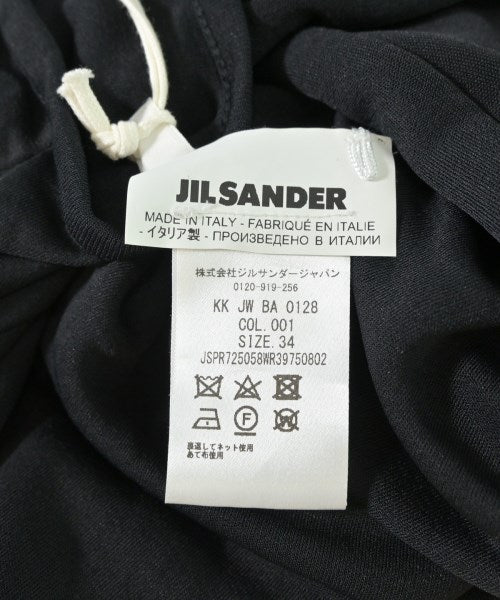 JIL SANDER
MADE IN ITALY - FABRIQUÉ EN ITALIE
- イタリア製 - ПРОИЗВЕДЕНО В ИТАЛИИ
株式会社ジルサンダージャパン
0120-919-256
KK JW BA 0128
COL.001
SIZE.34
JSPR725058WR39750802
F W
裏返してネット使用
あて布使用